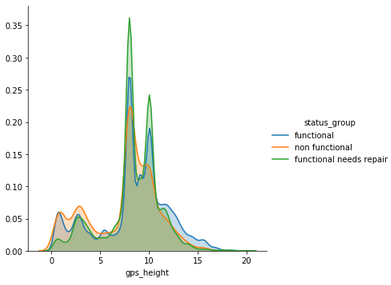 0.35
0.30
0.25
0.20
0.15
0.10
0.05
0.00
0
5
10
15
20
gps_height
status_group
functional
non functional
functional needs repair